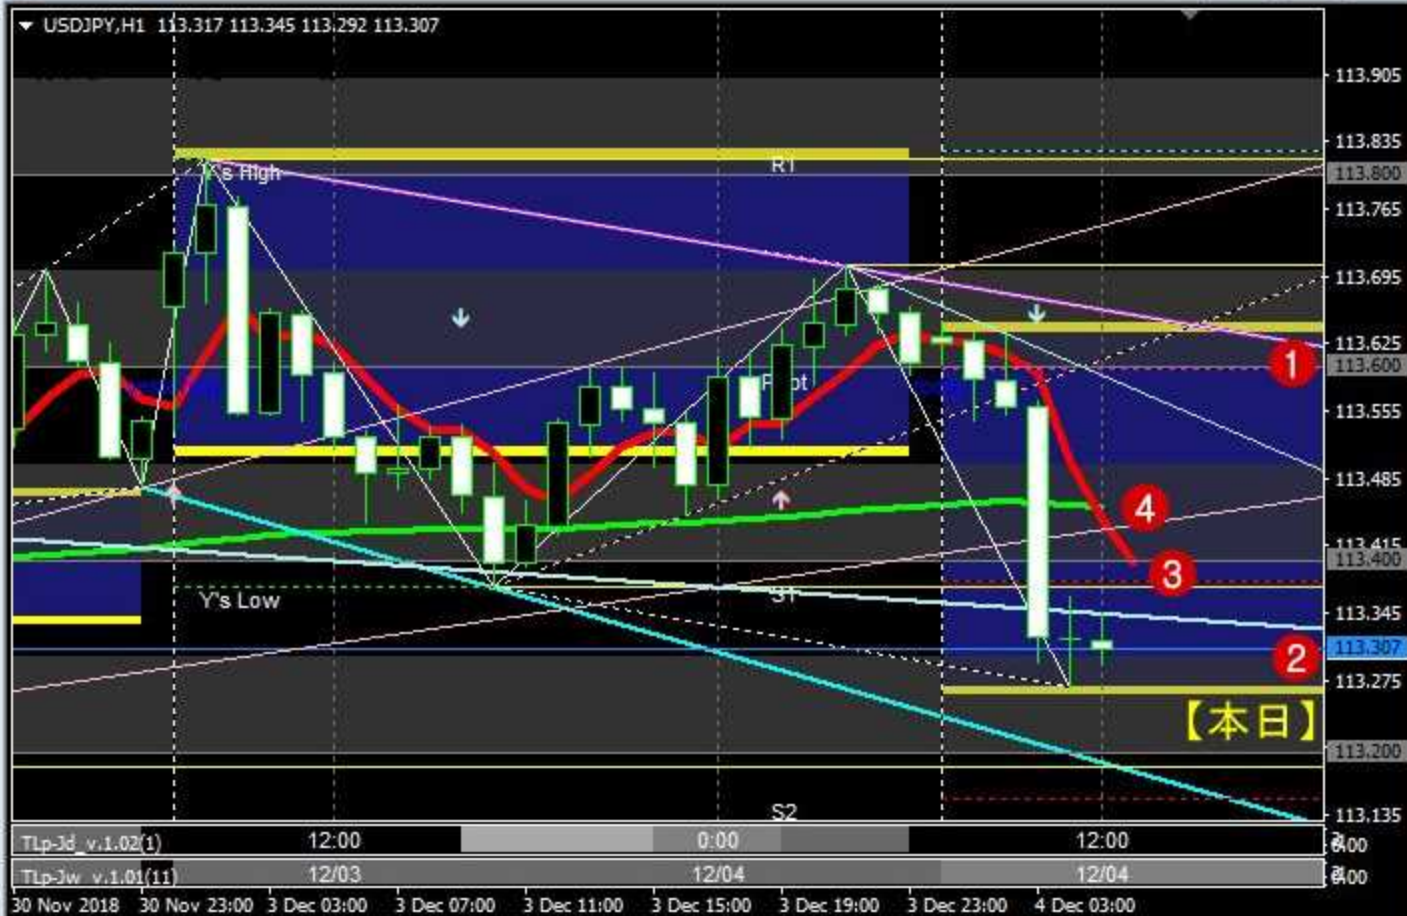 USDJPY,H1 113.317 113.345 113.292 113.307
113.905
113.835
R1
's High
113.800
113.765
113.695
113.625
1
113.600
Pivot
113.555
113.485
4
113.415
113.400
3
S1
Y's Low
113.345
113.307
2
113.275
【本日】
113.200
S2
113.135
TLp-Jd_v.1.02(1) 12:00 0:00 12:00
TLp-Jw_v.1.01(11) 12/03 12/04 12/04
30 Nov 2018 30 Nov 23:00 3 Dec 03:00 3 Dec 07:00 3 Dec 11:00 3 Dec 15:00 3 Dec 19:00 3 Dec 23:00 4 Dec 03:00